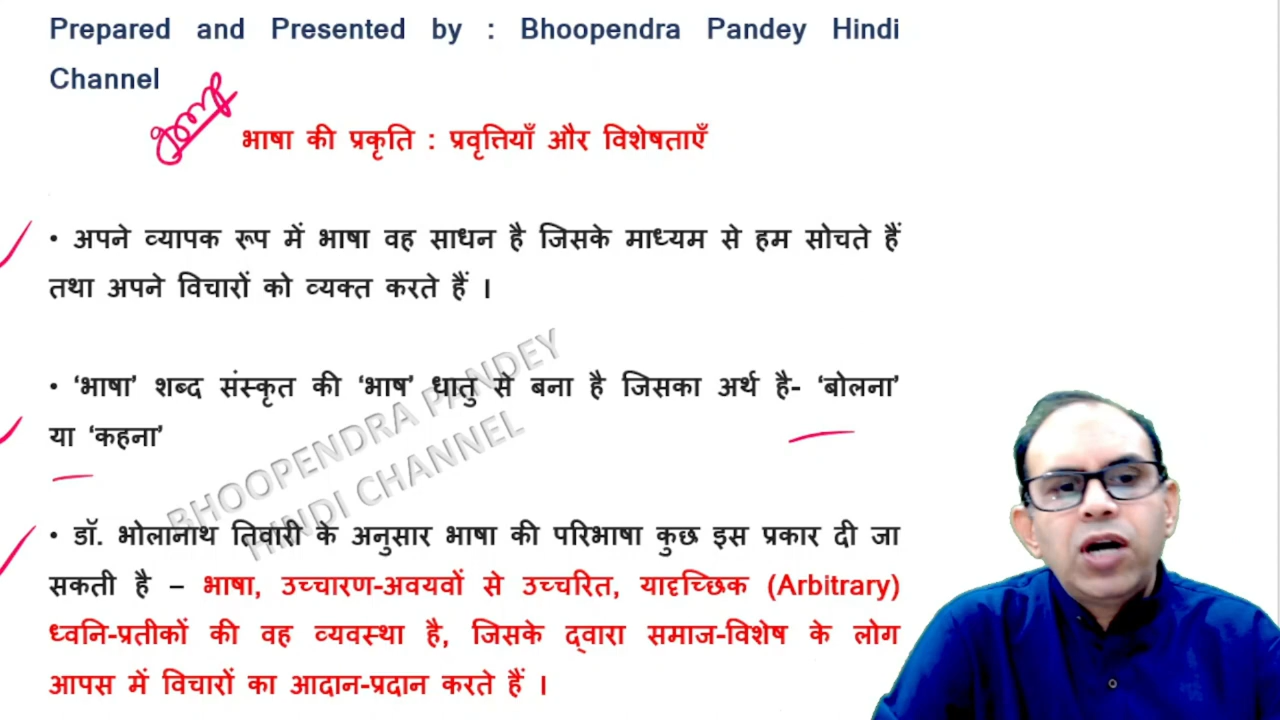 Prepared and Presented by : Bhoopendra Pandey Hindi
Channel
भाषा की प्रकृति : प्रवृत्तियाँ और विशेषताएँ
• अपने व्यापक रूप में भाषा वह साधन है जिसके माध्यम से हम सोचते हैं
तथा अपने विचारों को व्यक्त करते हैं ।
• ‘भाषा’ शब्द संस्कृत की ‘भाष’ धातु से बना है जिसका अर्थ है- ‘बोलना’
या ‘कहना’
BHOOPENDRA PANDEY
HINDI CHANNEL
• डॉ. भोलानाथ तिवारी के अनुसार भाषा की परिभाषा कुछ इस प्रकार दी जा
सकती है – भाषा, उच्चारण-अवयवों से उच्चरित, यादृच्छिक (Arbitrary)
ध्वनि-प्रतीकों की वह व्यवस्था है, जिसके द्वारा समाज-विशेष के लोग
आपस में विचारों का आदान-प्रदान करते हैं ।